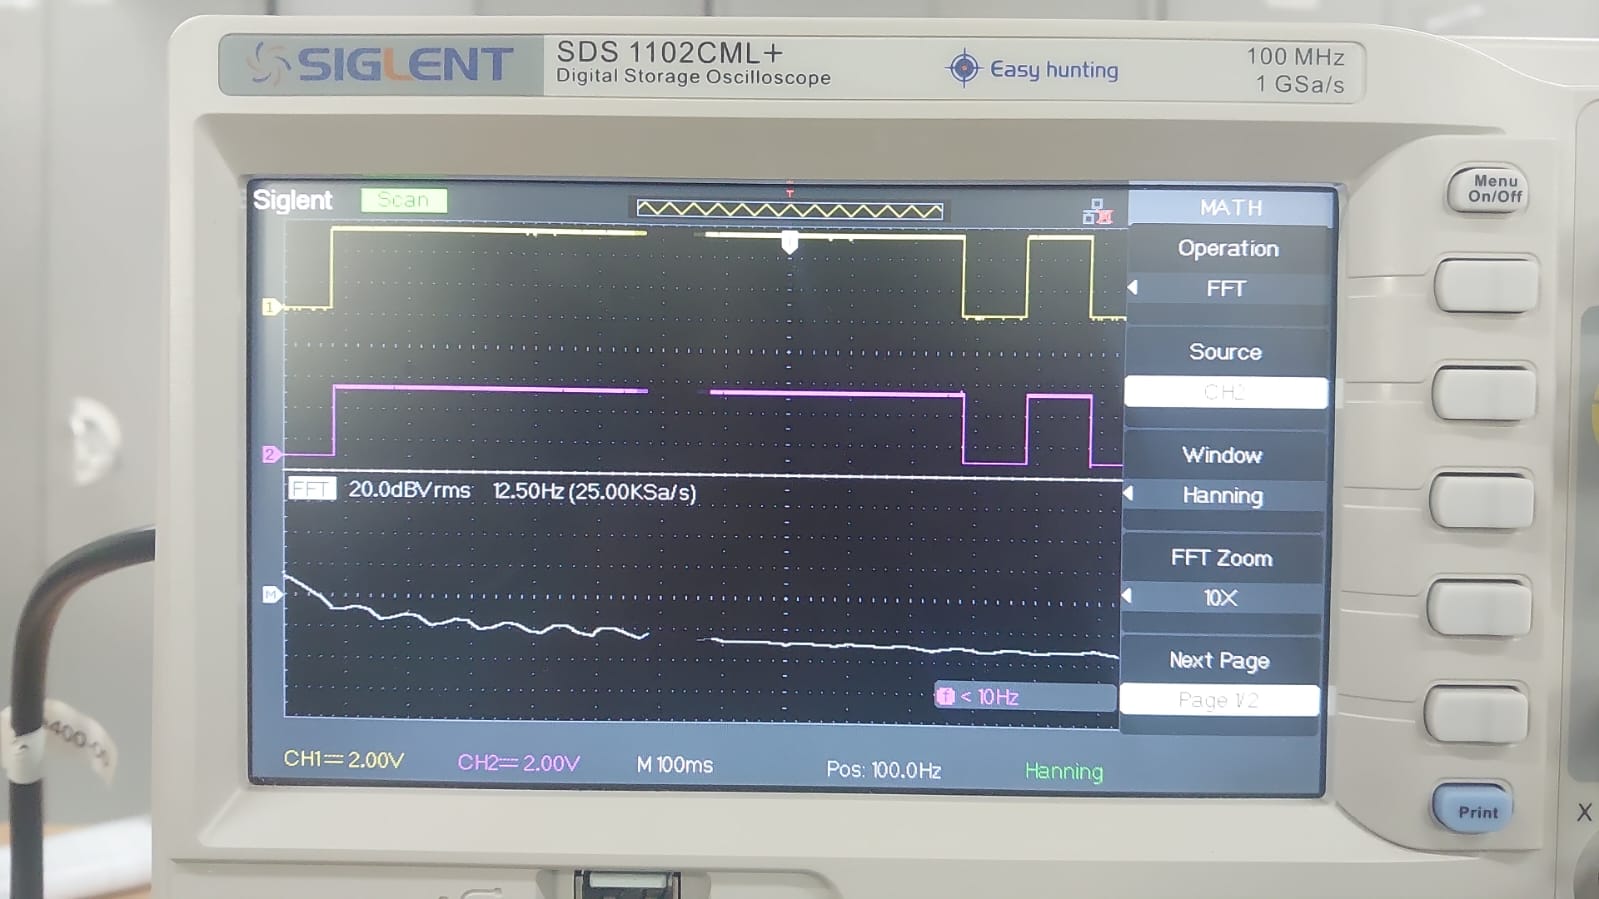 SIGLENT
SDS 1102CML+
Digital Storage Oscilloscope
Easy hunting
100 MHz
1 GSa/s
Siglent
Scan
T
MATH
Operation
FFT
Source
CH2
Window
Hanning
FFT Zoom
10X
Next Page
Page 1/2
1
2
FFT 20.0dBVrms 12.50Hz (25.00KSa/s)
M
f < 10Hz
CH1 2.00V
CH2 2.00V
M 100ms
Pos: 100.0Hz
Hanning
Menu
On/Off
Print
X